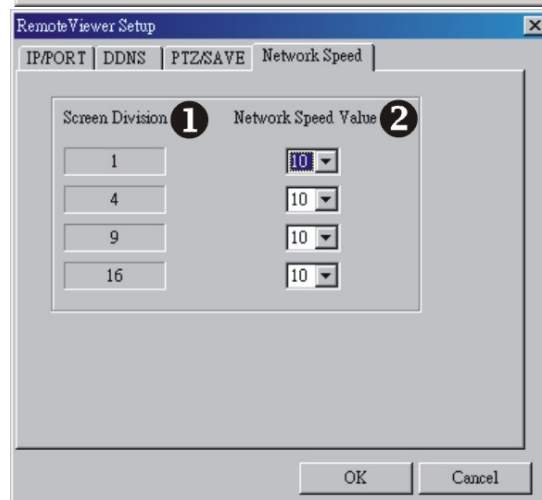 RemoteViewer Setup
IP/PORT DDNS PTZ/SAVE Network Speed
Screen Division 1 Network Speed Value 2
1 10
4 10
9 10
16 10
OK Cancel